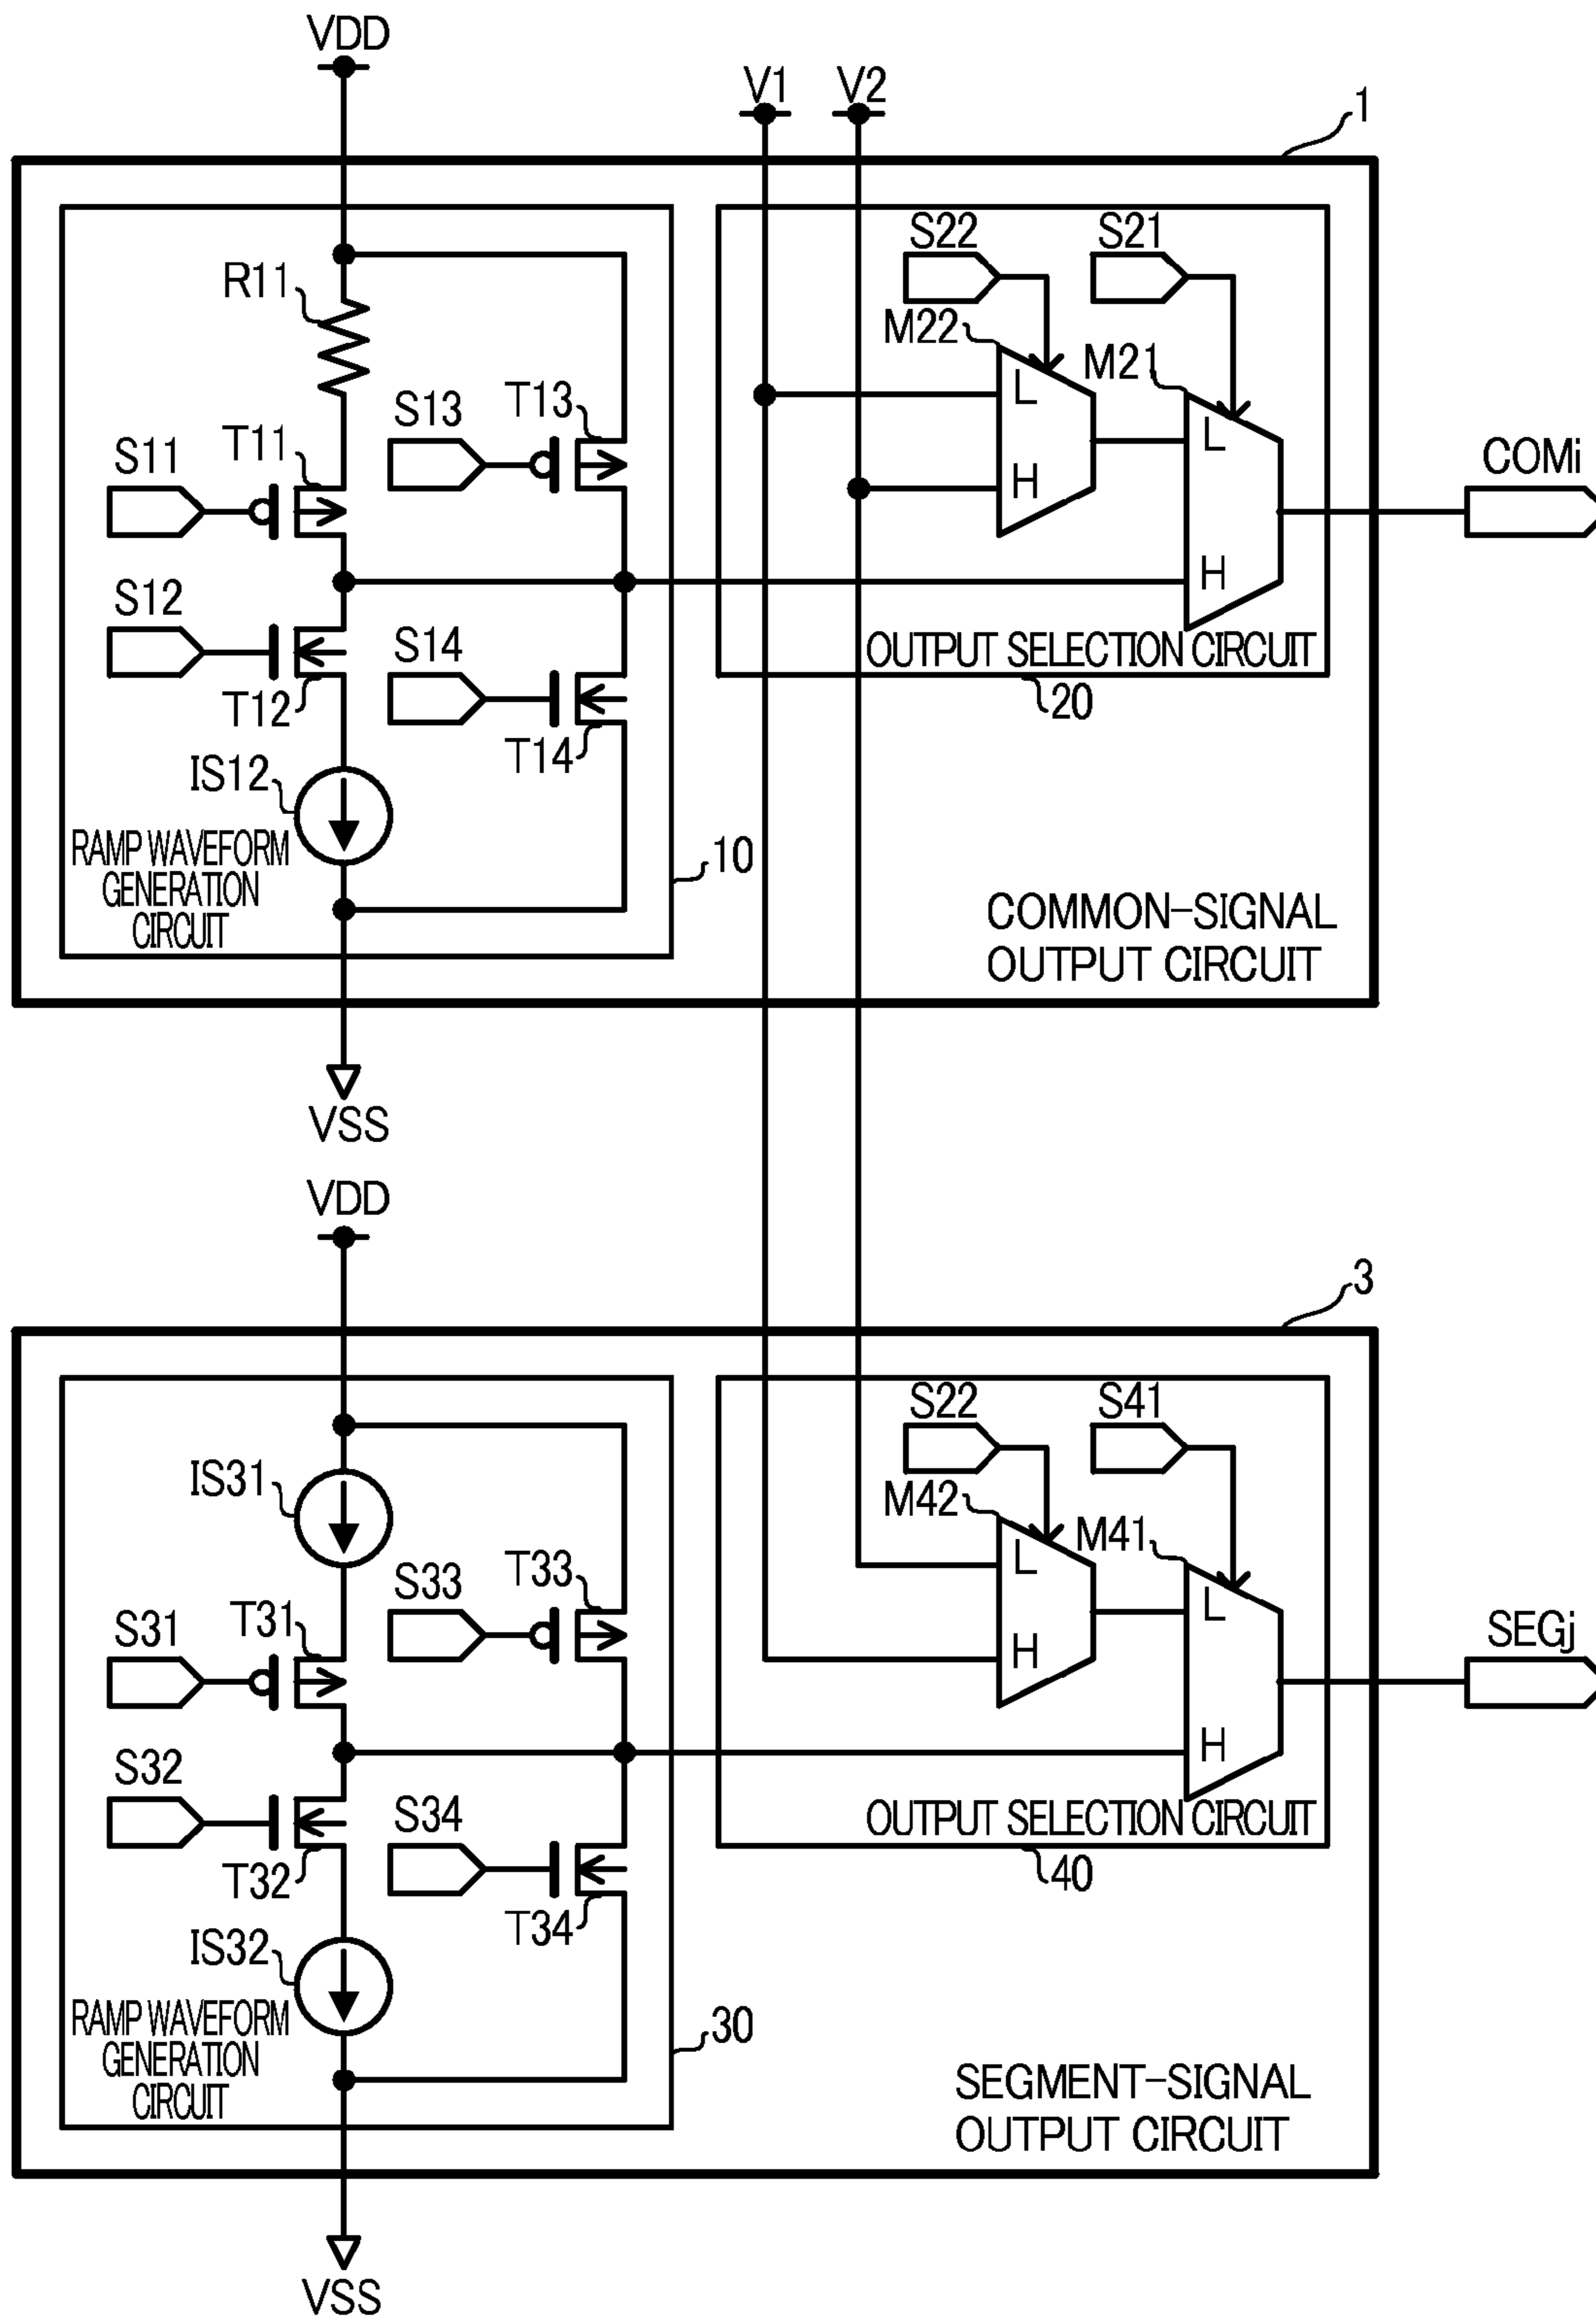 VDD
V1
V2
1
R11
S22
S21
M22
M21
L
H
L
H
S13
T13
S11
T11
COMi
S12
T12
S14
T14
OUTPUT SELECTION CIRCUIT
20
IS12
RAMP WAVEFORM
GENERATION
CIRCUIT
10
COMMON-SIGNAL
OUTPUT CIRCUIT
VSS
VDD
3
IS31
S22
S41
M42
M41
L
H
L
H
S33
T33
S31
T31
SEGj
S32
T32
S34
T34
OUTPUT SELECTION CIRCUIT
40
IS32
RAMP WAVEFORM
GENERATION
CIRCUIT
30
SEGMENT-SIGNAL
OUTPUT CIRCUIT
VSS